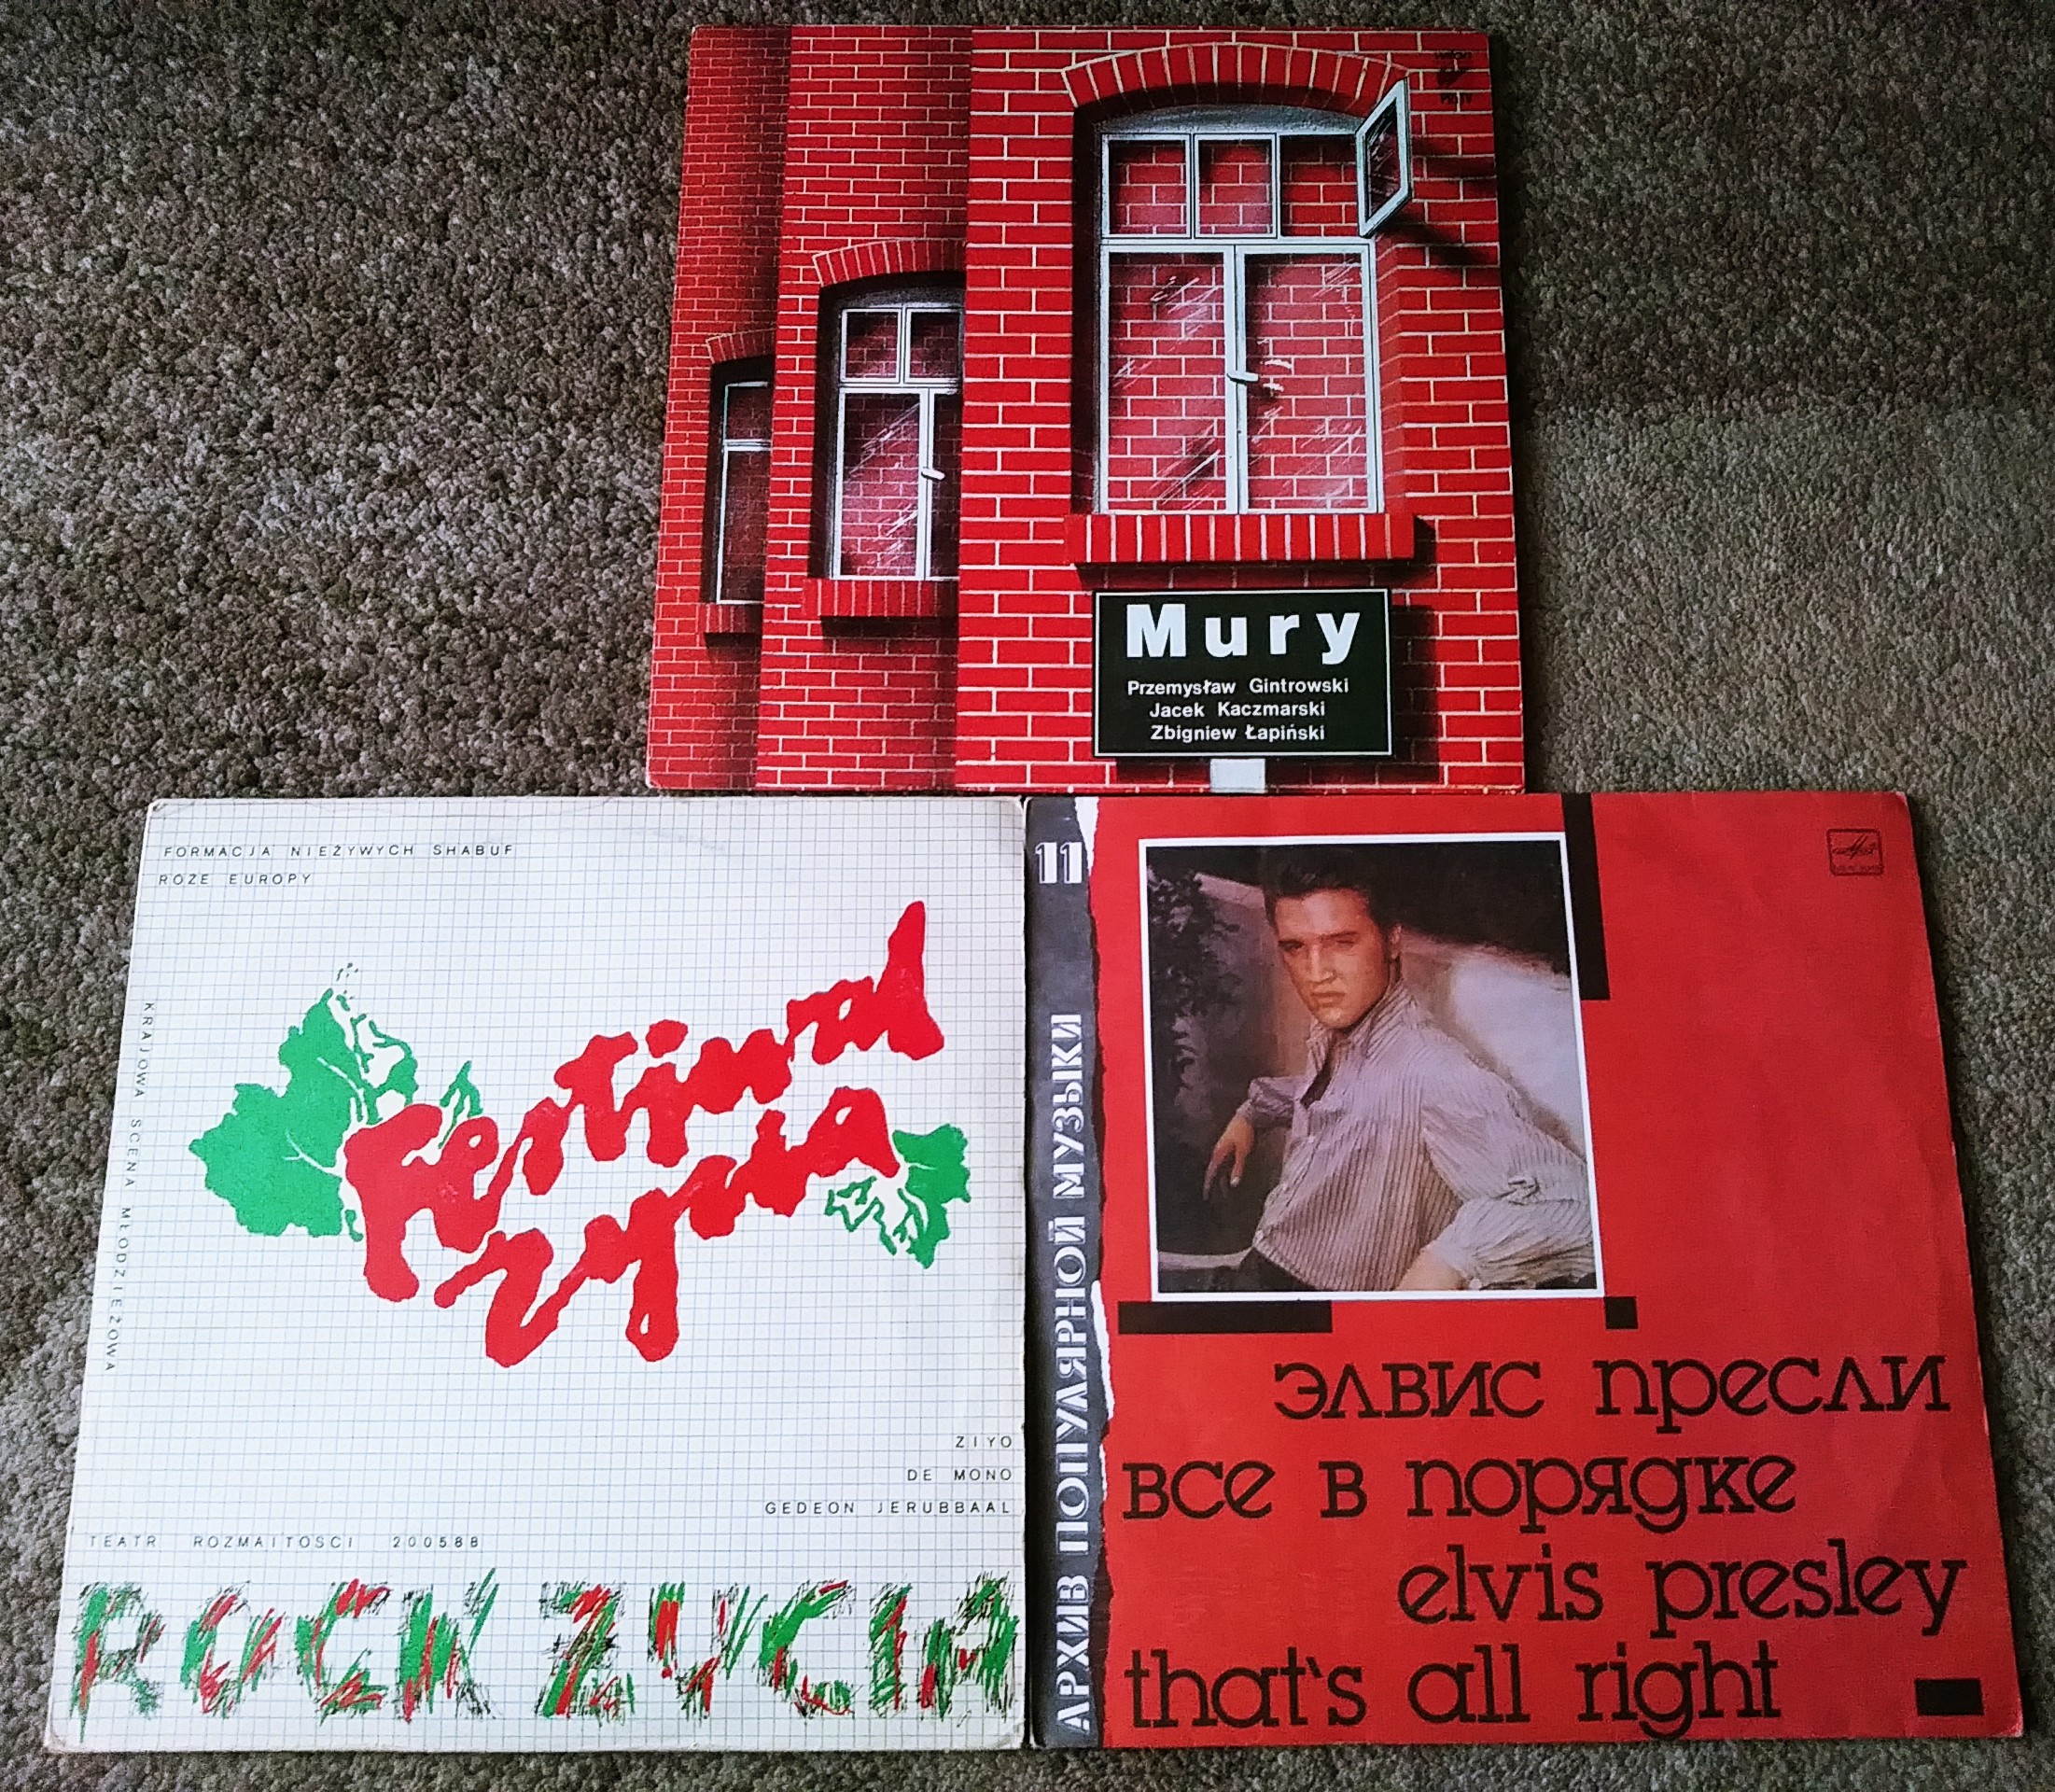 Mury
Przemysław Gintrowski
Jacek Kaczmarski
Zbigniew Łapiński
FORMACJA NIEŻYWYCH SHABUF
RÓŻE EUROPY
KRAJOWA SCENA MŁODZIEŻOWA
Festiwal
życia
ZIYO
DE MONO
GEDEON JERUBBAAL
TEATR ROZMAITOSCI 200588
ROCK ŻYCIA
11
АРХИВ ПОПУЛЯРНОЙ МУЗЫКИ
элвис пресли
все в порядке
elvis presley
that's all right